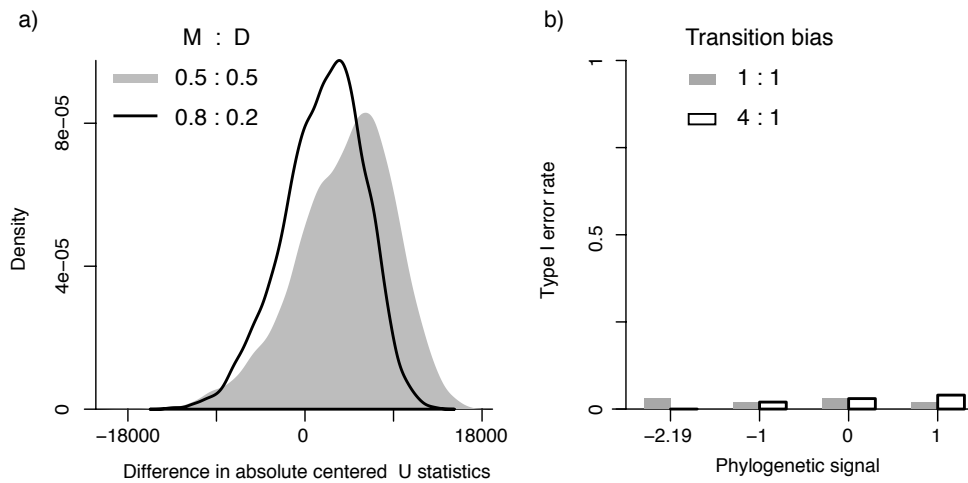 a)
M : D
0.5 : 0.5
0.8 : 0.2
Density
8e−05
4e−05
0
−18000
0
18000
Difference in absolute centered U statistics
b)
Transition bias
1 : 1
4 : 1
Type I error rate
1
0.5
0
−2.19
−1
0
1
Phylogenetic signal